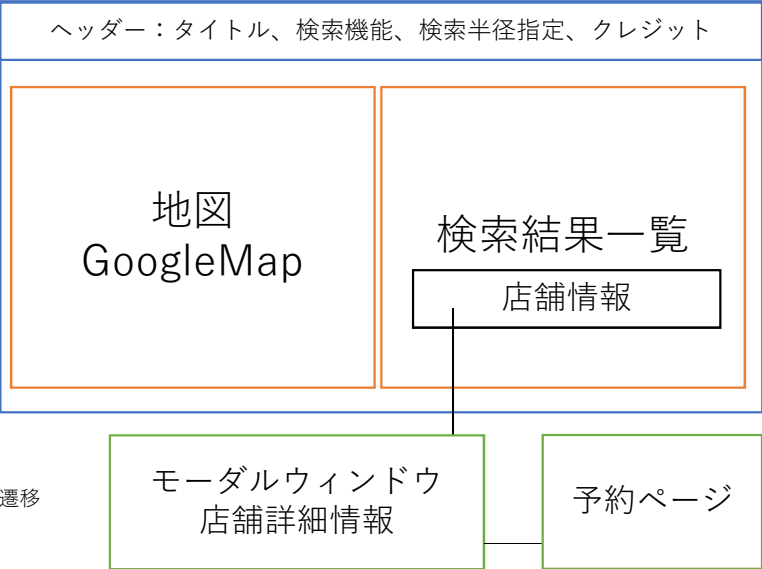 ヘッダー：タイトル、検索機能、検索半径指定、クレジット
地図
GoogleMap
検索結果一覧
店舗情報
モーダルウィンドウ
店舗詳細情報
遷移
予約ページ